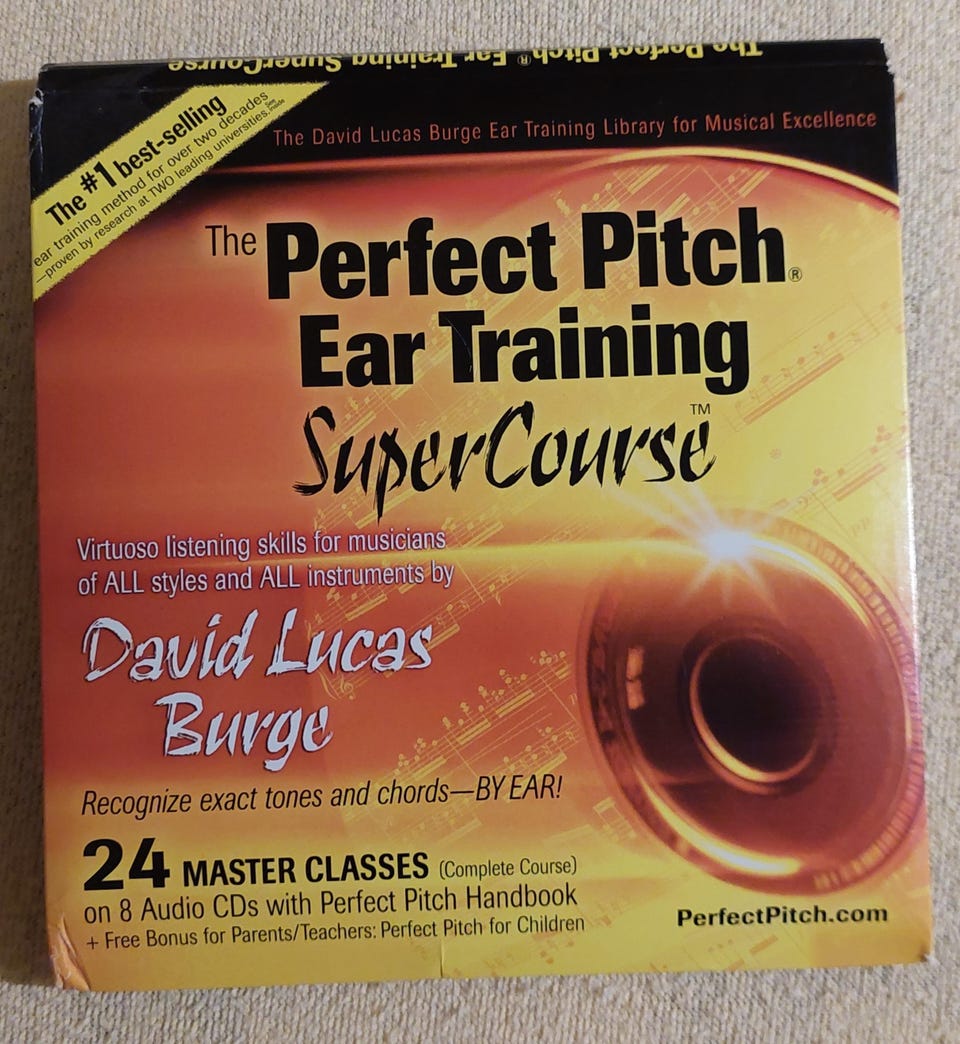 The Perfect Pitch® Ear Training SuperCourse
The #1 best-selling
ear training method for over two decades
—proven by research at TWO leading universities. See inside
The David Lucas Burge Ear Training Library for Musical Excellence
The Perfect Pitch®
Ear Training
SuperCourse™
Virtuoso listening skills for musicians
of ALL styles and ALL instruments by
David Lucas
Burge
Recognize exact tones and chords—BY EAR!
24 MASTER CLASSES (Complete Course)
on 8 Audio CDs with Perfect Pitch Handbook
+ Free Bonus for Parents/Teachers: Perfect Pitch for Children
PerfectPitch.com